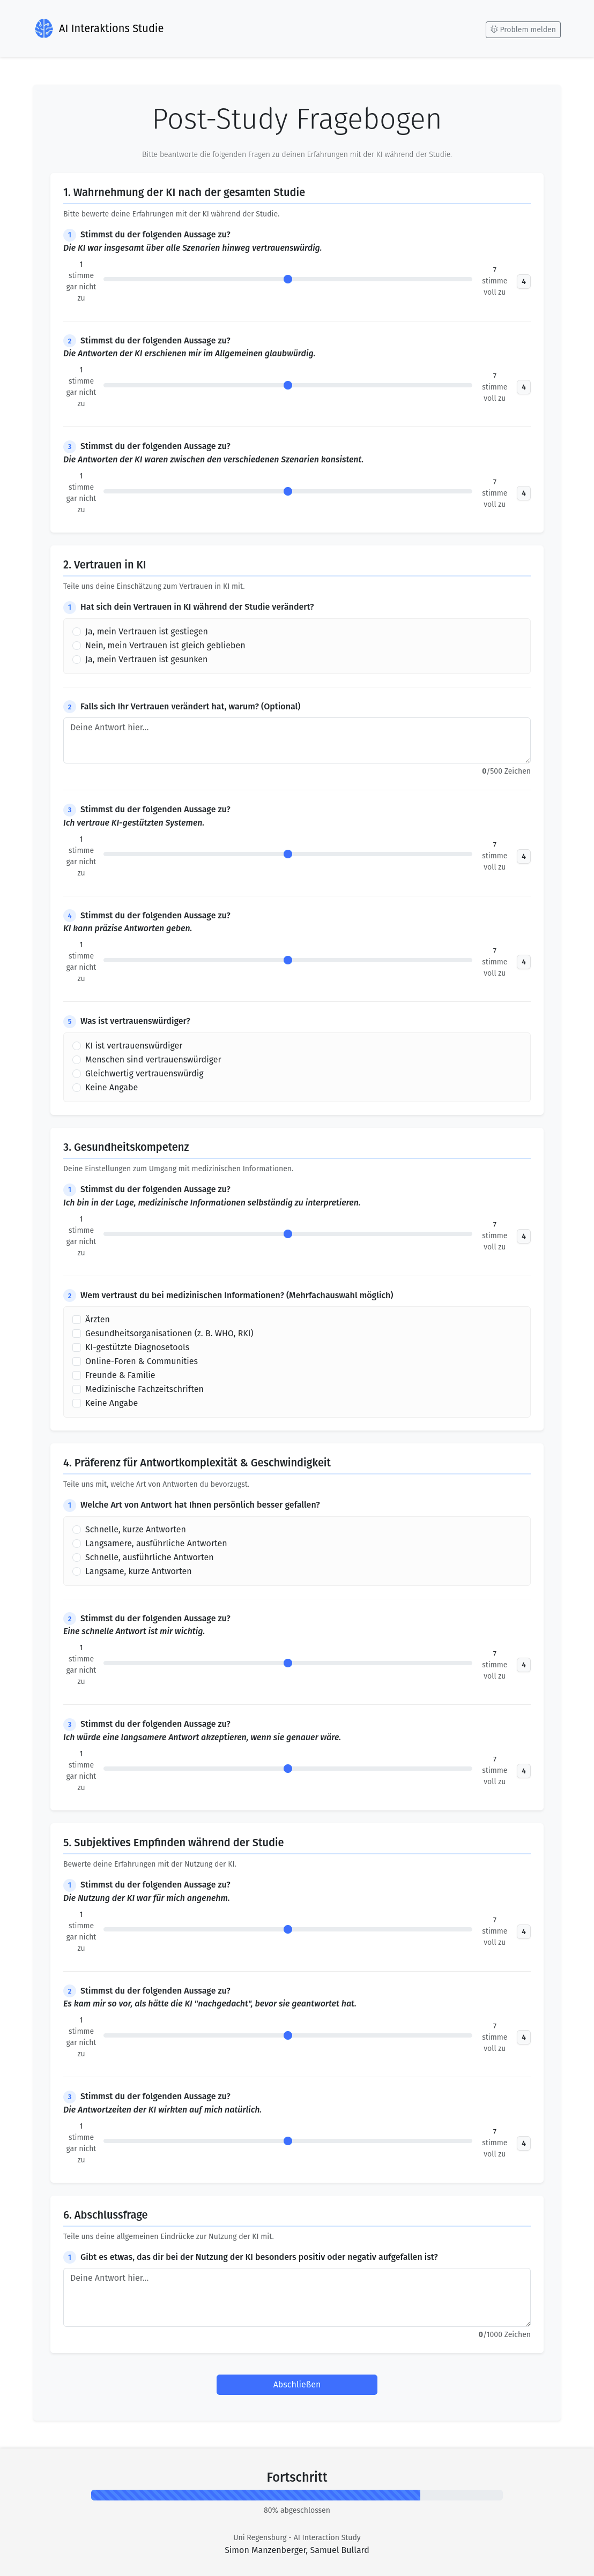 AI Interaktions Studie
Problem melden
Post-Study Fragebogen
Bitte beantworte die folgenden Fragen zu deinen Erfahrungen mit der KI während der Studie.
1. Wahrnehmung der KI nach der gesamten Studie
Bitte bewerte deine Erfahrungen mit der KI während der Studie.
1 Stimmst du der folgenden Aussage zu?
Die KI war insgesamt über alle Szenarien hinweg vertrauenswürdig.
1
stimme
gar nicht
zu
7
stimme
voll zu
4
2 Stimmst du der folgenden Aussage zu?
Die Antworten der KI erschienen mir im Allgemeinen glaubwürdig.
1
stimme
gar nicht
zu
7
stimme
voll zu
4
3 Stimmst du der folgenden Aussage zu?
Die Antworten der KI waren zwischen den verschiedenen Szenarien konsistent.
1
stimme
gar nicht
zu
7
stimme
voll zu
4
2. Vertrauen in KI
Teile uns deine Einschätzung zum Vertrauen in KI mit.
1 Hat sich dein Vertrauen in KI während der Studie verändert?
Ja, mein Vertrauen ist gestiegen
Nein, mein Vertrauen ist gleich geblieben
Ja, mein Vertrauen ist gesunken
2 Falls sich Ihr Vertrauen verändert hat, warum? (Optional)
Deine Antwort hier...
0/500 Zeichen
3 Stimmst du der folgenden Aussage zu?
Ich vertraue KI-gestützten Systemen.
1
stimme
gar nicht
zu
7
stimme
voll zu
4
4 Stimmst du der folgenden Aussage zu?
KI kann präzise Antworten geben.
1
stimme
gar nicht
zu
7
stimme
voll zu
4
5 Was ist vertrauenswürdiger?
KI ist vertrauenswürdiger
Menschen sind vertrauenswürdiger
Gleichwertig vertrauenswürdig
Keine Angabe
3. Gesundheitskompetenz
Deine Einstellungen zum Umgang mit medizinischen Informationen.
1 Stimmst du der folgenden Aussage zu?
Ich bin in der Lage, medizinische Informationen selbständig zu interpretieren.
1
stimme
gar nicht
zu
7
stimme
voll zu
4
2 Wem vertraust du bei medizinischen Informationen? (Mehrfachauswahl möglich)
Ärzten
Gesundheitsorganisationen (z. B. WHO, RKI)
KI-gestützte Diagnosetools
Online-Foren & Communities
Freunde & Familie
Medizinische Fachzeitschriften
Keine Angabe
4. Präferenz für Antwortkomplexität & Geschwindigkeit
Teile uns mit, welche Art von Antworten du bevorzugst.
1 Welche Art von Antwort hat Ihnen persönlich besser gefallen?
Schnelle, kurze Antworten
Langsamere, ausführliche Antworten
Schnelle, ausführliche Antworten
Langsame, kurze Antworten
2 Stimmst du der folgenden Aussage zu?
Eine schnelle Antwort ist mir wichtig.
1
stimme
gar nicht
zu
7
stimme
voll zu
4
3 Stimmst du der folgenden Aussage zu?
Ich würde eine langsamere Antwort akzeptieren, wenn sie genauer wäre.
1
stimme
gar nicht
zu
7
stimme
voll zu
4
5. Subjektives Empfinden während der Studie
Bewerte deine Erfahrungen mit der Nutzung der KI.
1 Stimmst du der folgenden Aussage zu?
Die Nutzung der KI war für mich angenehm.
1
stimme
gar nicht
zu
7
stimme
voll zu
4
2 Stimmst du der folgenden Aussage zu?
Es kam mir so vor, als hätte die KI "nachgedacht", bevor sie geantwortet hat.
1
stimme
gar nicht
zu
7
stimme
voll zu
4
3 Stimmst du der folgenden Aussage zu?
Die Antwortzeiten der KI wirkten auf mich natürlich.
1
stimme
gar nicht
zu
7
stimme
voll zu
4
6. Abschlussfrage
Teile uns deine allgemeinen Eindrücke zur Nutzung der KI mit.
1 Gibt es etwas, das dir bei der Nutzung der KI besonders positiv oder negativ aufgefallen ist?
Deine Antwort hier...
0/1000 Zeichen
Abschließen
Fortschritt
80% abgeschlossen
Uni Regensburg - AI Interaction Study
Simon Manzenberger, Samuel Bullard